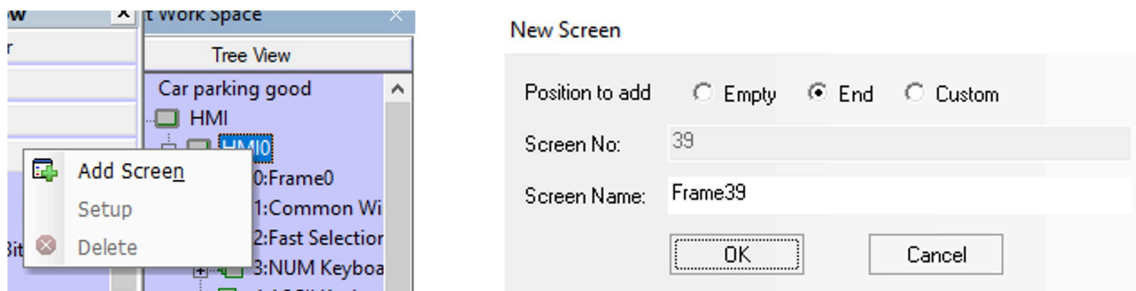 t Work Space
Tree View
Car parking good
HMI
HMI0
0:Frame0
1:Common Wi
2:Fast Selection
3:NUM Keyboa
Add Screen
Setup
Delete
New Screen
Position to add Empty End Custom
Screen No: 39
Screen Name: Frame39
OK Cancel